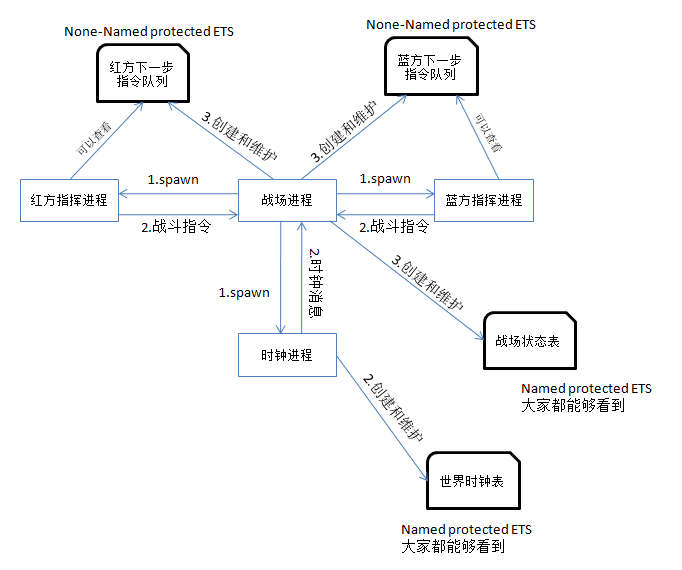 None-Named protected ETS
None-Named protected ETS
红方下一步
指令队列
蓝方下一步
指令队列
可以查看
3.创建和维护
3.创建和维护
可以查看
1.spawn
1.spawn
红方指挥进程
战场进程
蓝方指挥进程
2.战斗指令
2.战斗指令
1.spawn
2.时钟消息
3.创建和维护
战场状态表
时钟进程
Named protected ETS
大家都能够看到
2.创建和维护
世界时钟表
Named protected ETS
大家都能够看到